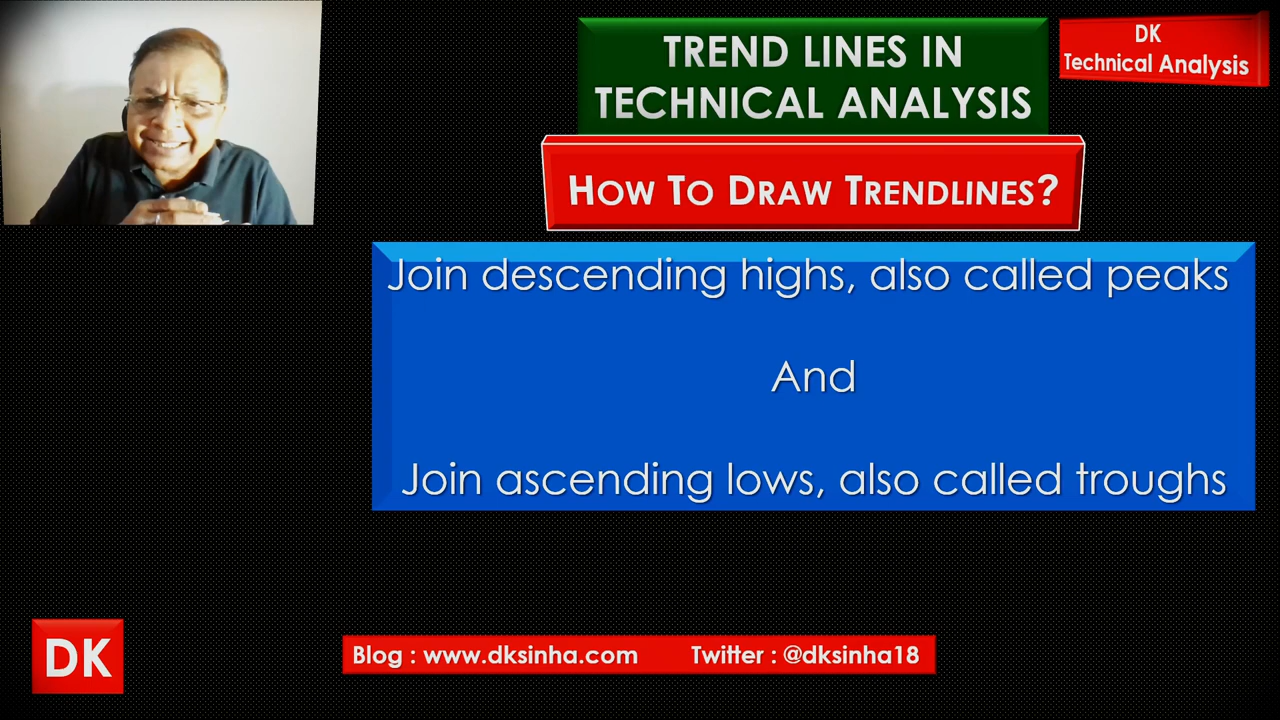 TREND LINES IN
TECHNICAL ANALYSIS
DK
Technical Analysis
HOW TO DRAW TRENDLINES?
Join descending highs, also called peaks
And
Join ascending lows, also called troughs
DK
Blog : www.dksinha.com Twitter : @dksinha18